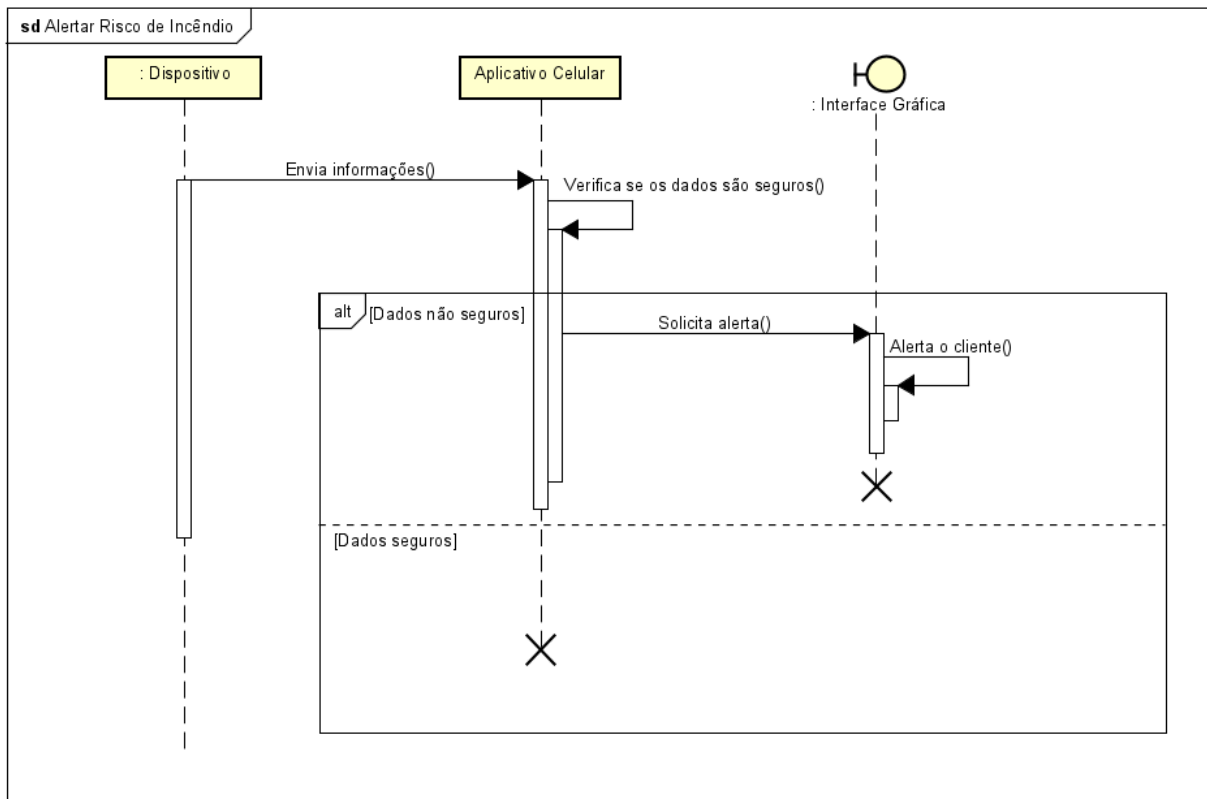 sd Alertar Risco de Incêndio
: Dispositivo
Aplicativo Celular
: Interface Gráfica
Envia informações()
Verifica se os dados são seguros()
alt
[Dados não seguros]
Solicita alerta()
Alerta o cliente()
[Dados seguros]